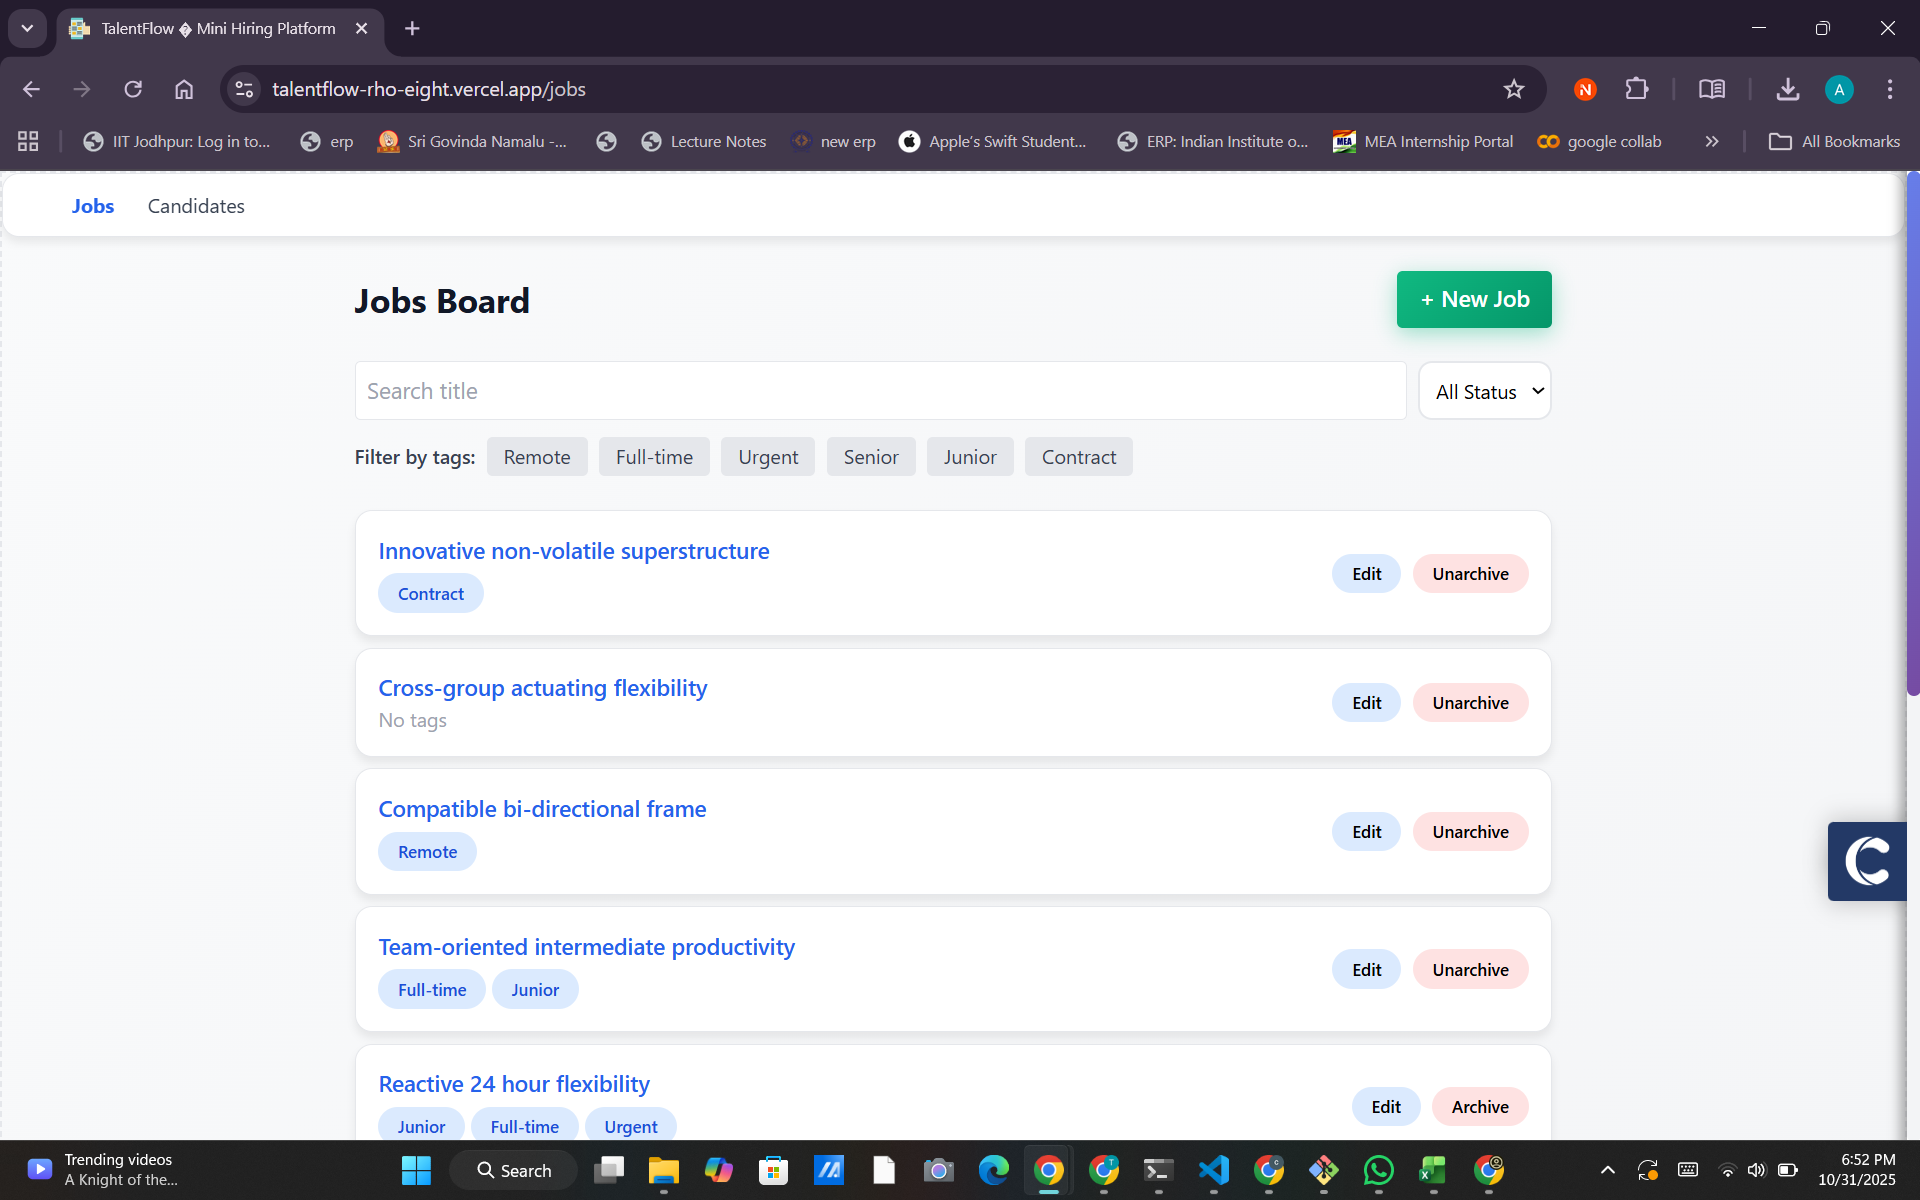 TalentFlow � Mini Hiring Platform
talentflow-rho-eight.vercel.app/jobs
N
A
IIT Jodhpur: Log in to...
erp
Sri Govinda Namalu -...
Lecture Notes
new erp
Apple's Swift Student...
ERP: Indian Institute o...
MEA
MEA Internship Portal
google collab
All Bookmarks
Jobs
Candidates
Jobs Board
+ New Job
Search title
All Status
Filter by tags:
Remote
Full-time
Urgent
Senior
Junior
Contract
Innovative non-volatile superstructure
Contract
Edit
Unarchive
Cross-group actuating flexibility
No tags
Edit
Unarchive
Compatible bi-directional frame
Remote
Edit
Unarchive
C
Team-oriented intermediate productivity
Full-time
Junior
Edit
Unarchive
Reactive 24 hour flexibility
Junior
Full-time
Urgent
Edit
Archive
Trending videos
A Knight of the...
Search
6:52 PM
10/31/2025